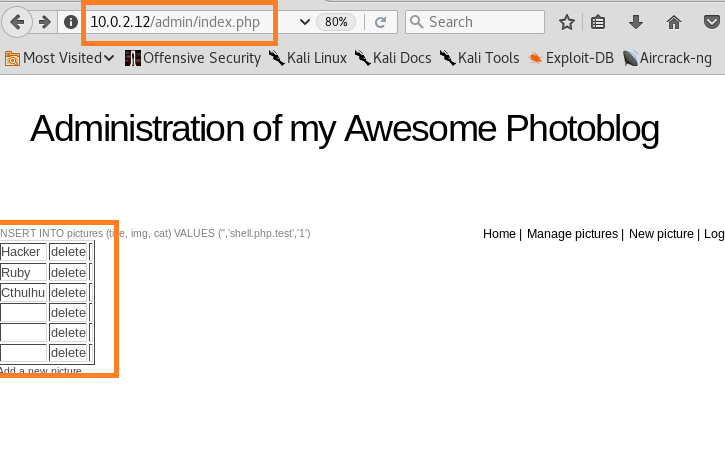 10.0.2.12/admin/index.php 80% Search
Most Visited Offensive Security Kali Linux Kali Docs Kali Tools Exploit-DB Aircrack-ng
Administration of my Awesome Photoblog
NSERT INTO pictures (title, img, cat) VALUES ('','shell.php.test','1')
Home | Manage pictures | New picture | Log
Hacker delete
Ruby delete
Cthulhu delete
delete
delete
delete
Add a new picture